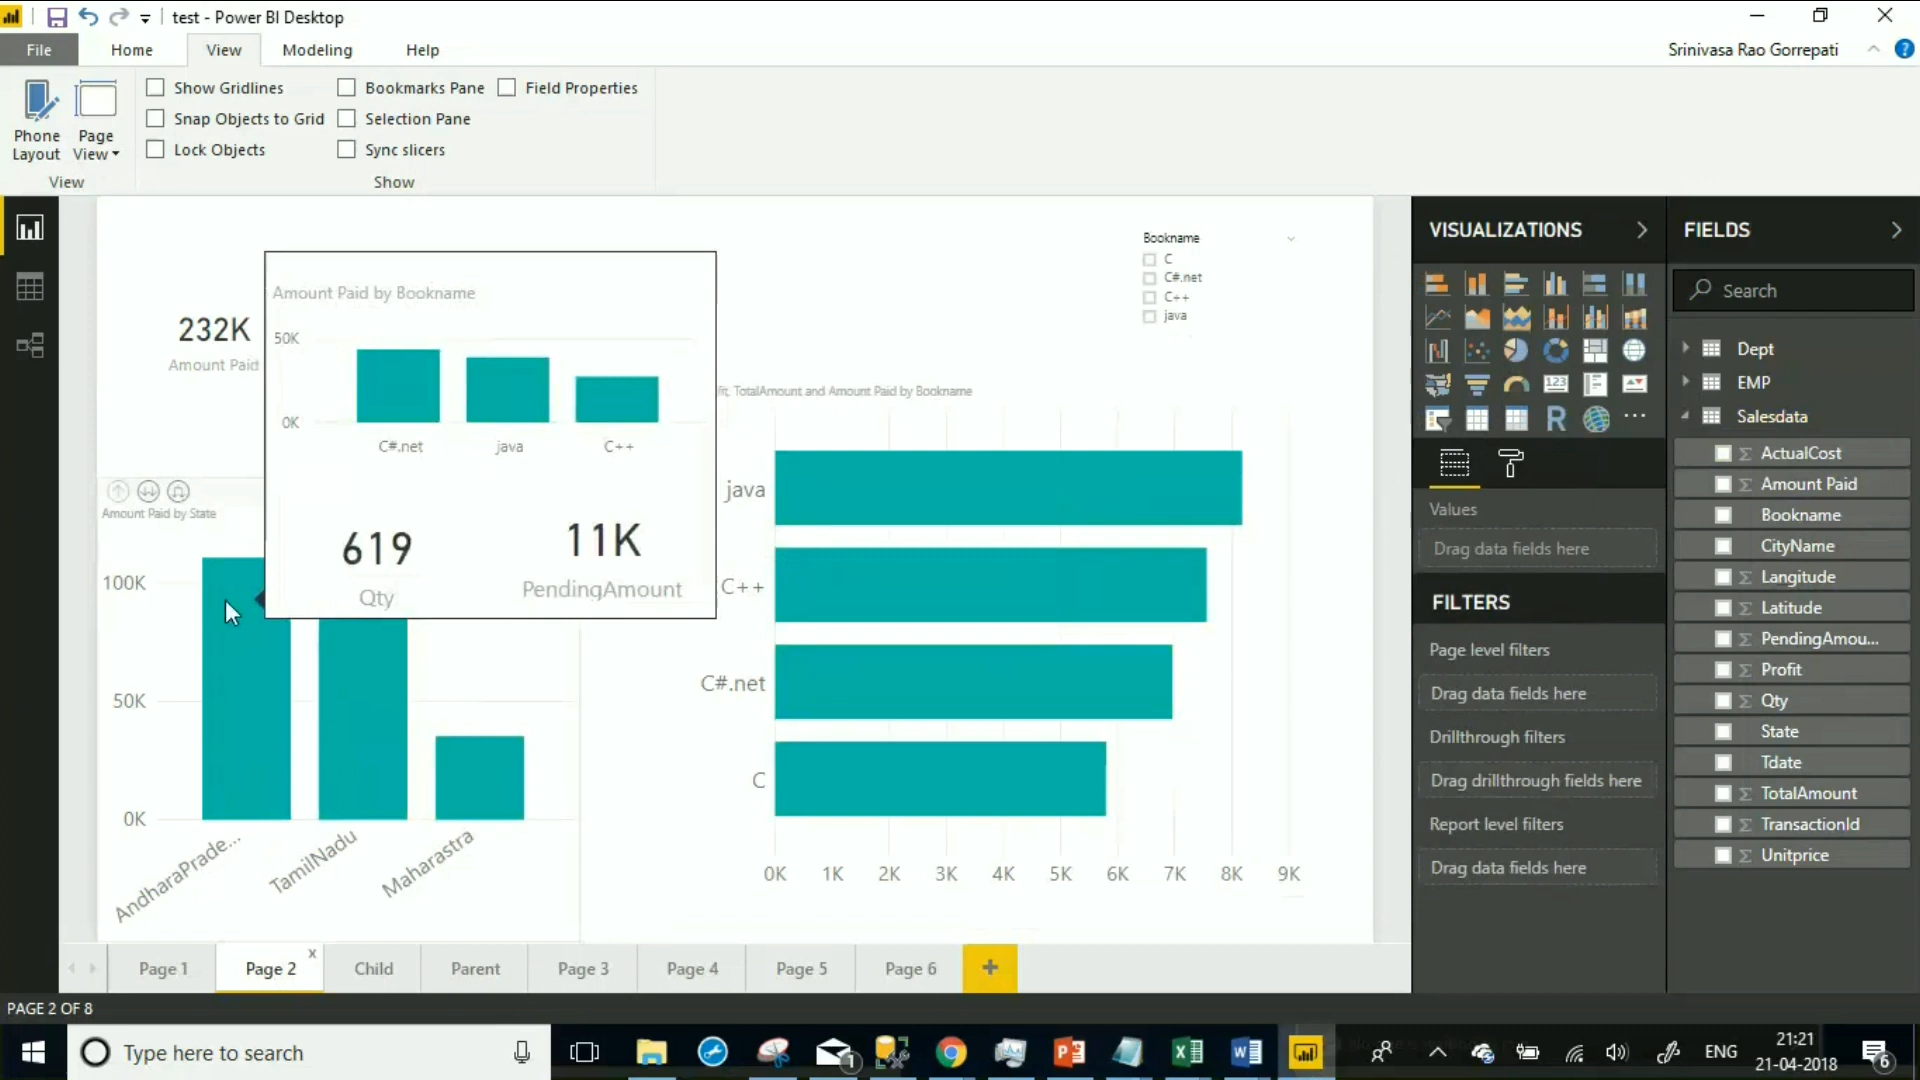 test - Power BI Desktop
File
Home
View
Modeling
Help
Srinivasa Rao Gorrepati
Phone Layout
Page View
Show Gridlines
Snap Objects to Grid
Lock Objects
Bookmarks Pane
Selection Pane
Sync slicers
Field Properties
View
Show
232K
Amount Paid
Amount Paid by Bookname
50K
0K
C#.net
java
C++
619
Qty
11K
PendingAmount
Bookname
C
C#.net
C++
java
TotalAmount and Amount Paid by Bookname
java
C++
C#.net
C
0K 1K 2K 3K 4K 5K 6K 7K 8K 9K
Amount Paid by State
100K
50K
0K
AndharaPrade...
TamilNadu
Maharastra
VISUALIZATIONS
123
R
Values
Drag data fields here
FILTERS
Page level filters
Drag data fields here
Drillthrough filters
Drag drillthrough fields here
Report level filters
Drag data fields here
FIELDS
Search
Dept
EMP
Salesdata
ActualCost
Amount Paid
Bookname
CityName
Langitude
Latitude
PendingAmou...
Profit
Qty
State
Tdate
TotalAmount
TransactionId
Unitprice
Page 1
Page 2
Child
Parent
Page 3
Page 4
Page 5
Page 6
PAGE 2 OF 8
Type here to search
1
ENG
21:21
21-04-2018
6